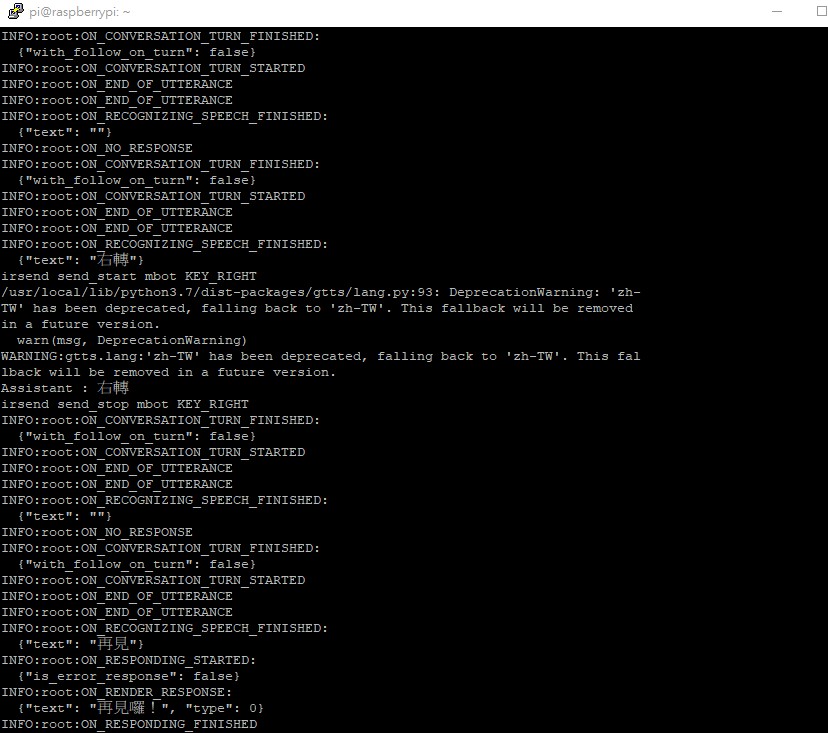 pi@raspberrypi: ~
INFO:root:ON_CONVERSATION_TURN_FINISHED:
  {"with_follow_on_turn": false}
INFO:root:ON_CONVERSATION_TURN_STARTED
INFO:root:ON_END_OF_UTTERANCE
INFO:root:ON_END_OF_UTTERANCE
INFO:root:ON_RECOGNIZING_SPEECH_FINISHED:
  {"text": ""}
INFO:root:ON_NO_RESPONSE
INFO:root:ON_CONVERSATION_TURN_FINISHED:
  {"with_follow_on_turn": false}
INFO:root:ON_CONVERSATION_TURN_STARTED
INFO:root:ON_END_OF_UTTERANCE
INFO:root:ON_END_OF_UTTERANCE
INFO:root:ON_RECOGNIZING_SPEECH_FINISHED:
  {"text": "右轉"}
irsend send_start mbot KEY_RIGHT
/usr/local/lib/python3.7/dist-packages/gtts/lang.py:93: DeprecationWarning: 'zh-
TW' has been deprecated, falling back to 'zh-TW'. This fallback will be removed
in a future version.
  warn(msg, DeprecationWarning)
WARNING:gtts.lang:'zh-TW' has been deprecated, falling back to 'zh-TW'. This fal
lback will be removed in a future version.
Assistant : 右轉
irsend send_stop mbot KEY_RIGHT
INFO:root:ON_CONVERSATION_TURN_FINISHED:
  {"with_follow_on_turn": false}
INFO:root:ON_CONVERSATION_TURN_STARTED
INFO:root:ON_END_OF_UTTERANCE
INFO:root:ON_END_OF_UTTERANCE
INFO:root:ON_RECOGNIZING_SPEECH_FINISHED:
  {"text": ""}
INFO:root:ON_NO_RESPONSE
INFO:root:ON_CONVERSATION_TURN_FINISHED:
  {"with_follow_on_turn": false}
INFO:root:ON_CONVERSATION_TURN_STARTED
INFO:root:ON_END_OF_UTTERANCE
INFO:root:ON_END_OF_UTTERANCE
INFO:root:ON_RECOGNIZING_SPEECH_FINISHED:
  {"text": "再見"}
INFO:root:ON_RESPONDING_STARTED:
  {"is_error_response": false}
INFO:root:ON_RENDER_RESPONSE:
  {"text": "再見囉！", "type": 0}
INFO:root:ON_RESPONDING_FINISHED